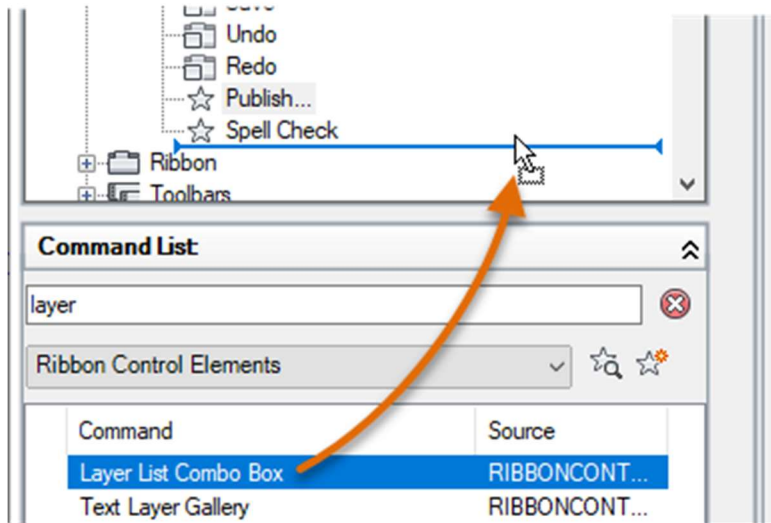 Save
Undo
Redo
Publish...
Spell Check
Ribbon
Toolbars
Command List:
layer
Ribbon Control Elements
Command Source
Layer List Combo Box RIBBONCONT...
Text Layer Gallery RIBBONCONT...